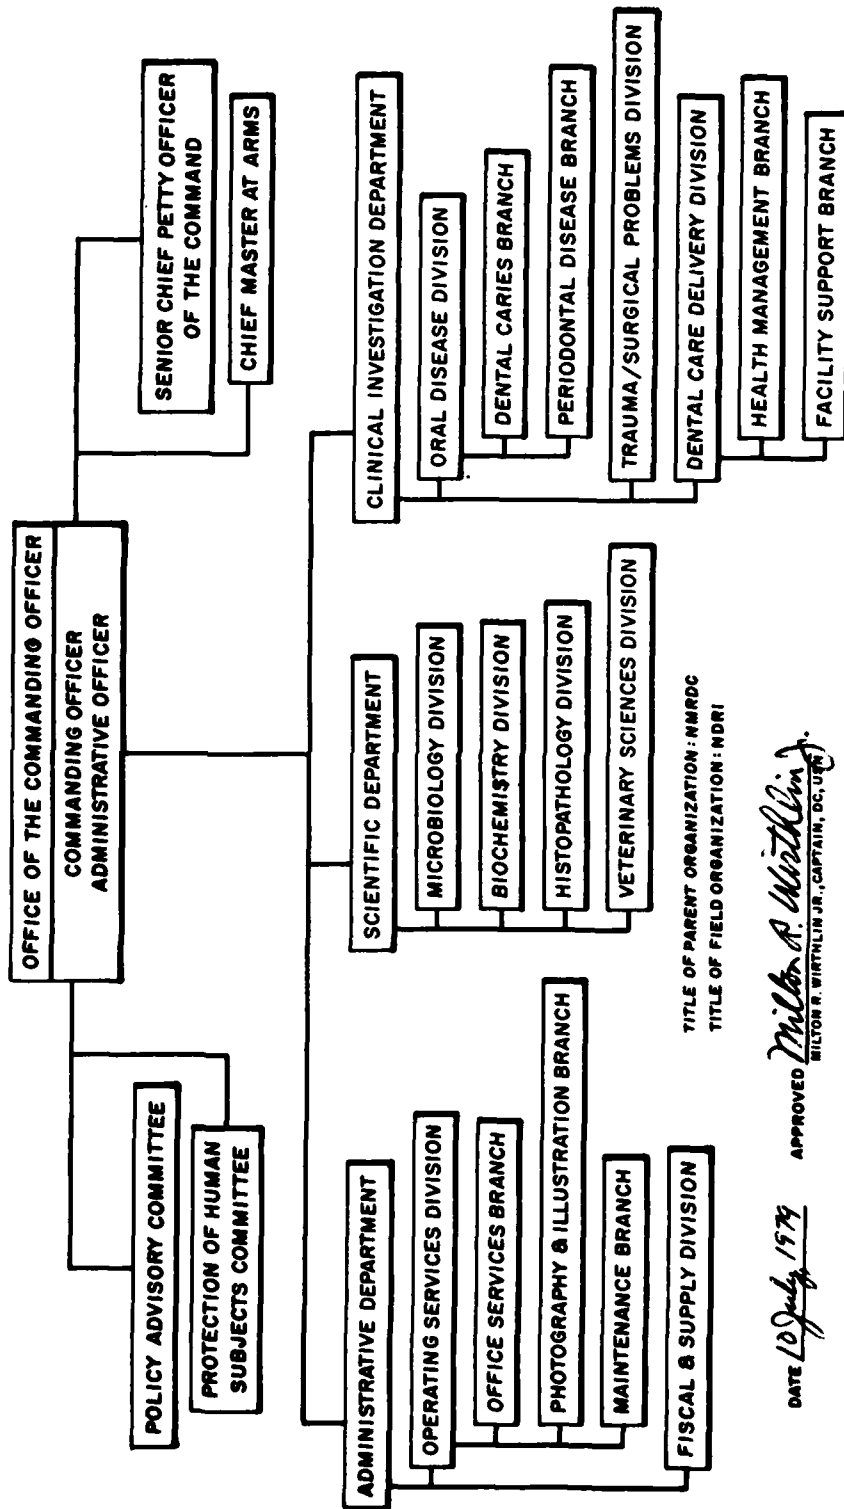 OFFICE OF THE COMMANDING OFFICER
COMMANDING OFFICER
ADMINISTRATIVE OFFICER
POLICY ADVISORY COMMITTEE
PROTECTION OF HUMAN
SUBJECTS COMMITTEE
SENIOR CHIEF PETTY OFFICER
OF THE COMMAND
CHIEF MASTER AT ARMS
ADMINISTRATIVE DEPARTMENT
OPERATING SERVICES DIVISION
OFFICE SERVICES BRANCH
PHOTOGRAPHY & ILLUSTRATION BRANCH
MAINTENANCE BRANCH
FISCAL & SUPPLY DIVISION
SCIENTIFIC DEPARTMENT
MICROBIOLOGY DIVISION
BIOCHEMISTRY DIVISION
HISTOPATHOLOGY DIVISION
VETERINARY SCIENCES DIVISION
CLINICAL INVESTIGATION DEPARTMENT
ORAL DISEASE DIVISION
DENTAL CARIES BRANCH
PERIODONTAL DISEASE BRANCH
TRAUMA/SURGICAL PROBLEMS DIVISION
DENTAL CARE DELIVERY DIVISION
HEALTH MANAGEMENT BRANCH
FACILITY SUPPORT BRANCH
TITLE OF PARENT ORGANIZATION: NMRDC
TITLE OF FIELD ORGANIZATION: NDRI
DATE 10 July, 1979 APPROVED Milton R. Wirthlin Jr.
MILTON R. WIRTHLIN JR., CAPTAIN, DC, USN